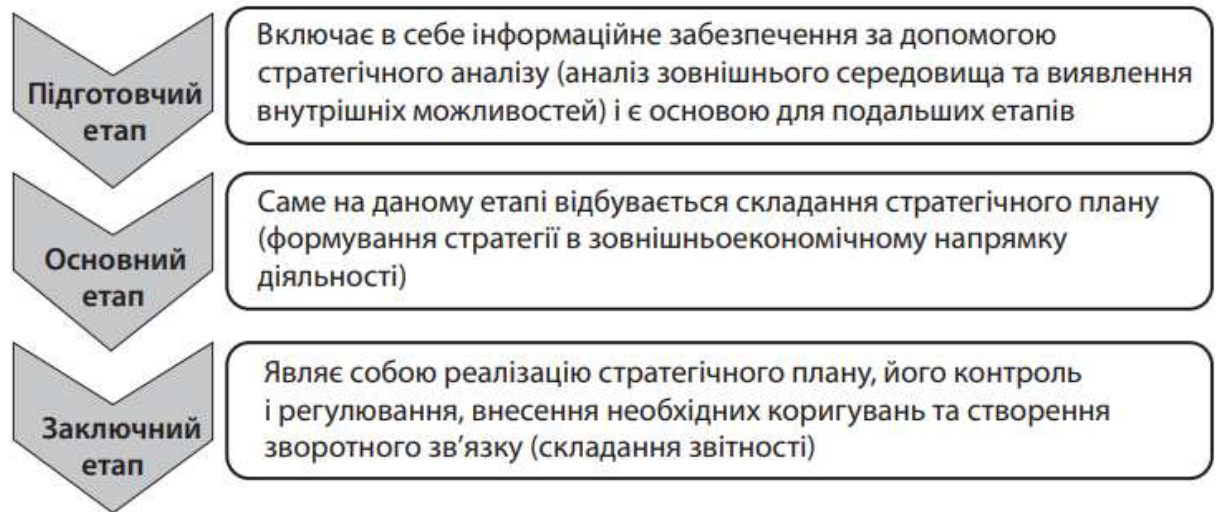 Підготовчий
етап
Включає в себе інформаційне забезпечення за допомогою
стратегічного аналізу (аналіз зовнішнього середовища та виявлення
внутрішніх можливостей) і є основою для подальших етапів
Основний
етап
Саме на даному етапі відбувається складання стратегічного плану
(формування стратегії в зовнішньоекономічному напрямку
діяльності)
Заключний
етап
Являє собою реалізацію стратегічного плану, його контроль
і регулювання, внесення необхідних коригувань та створення
зворотного зв’язку (складання звітності)